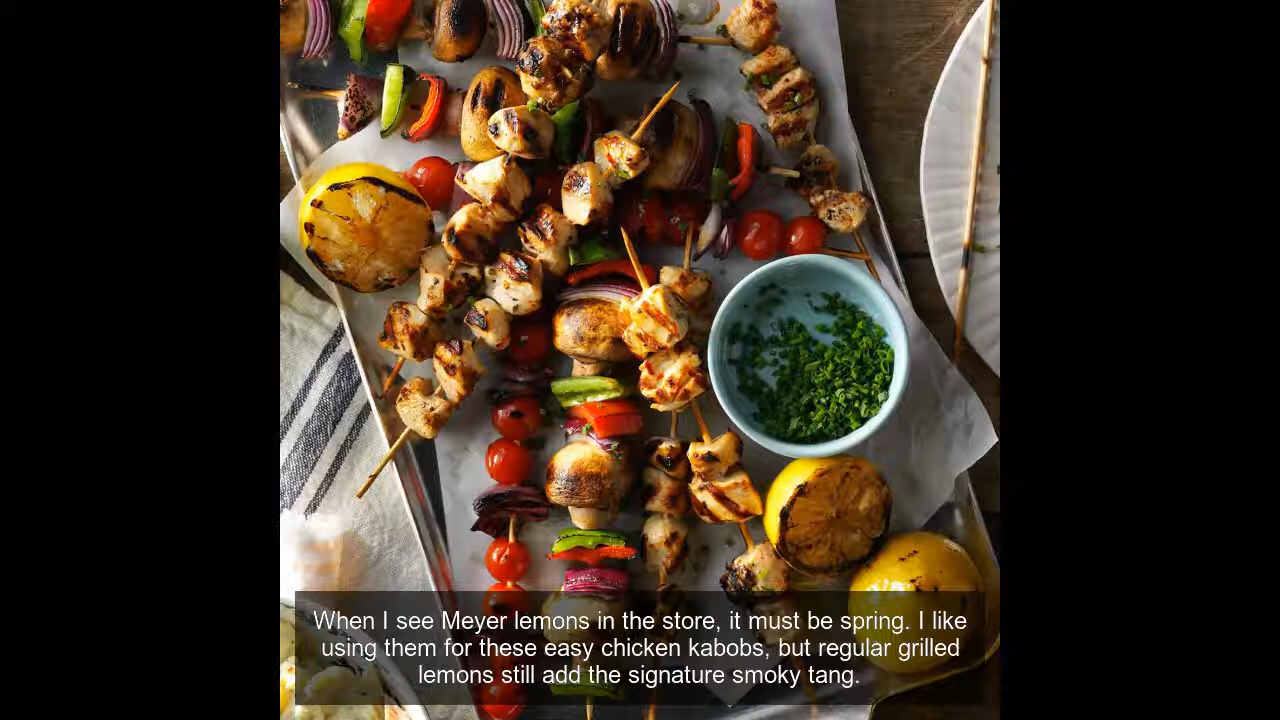 When I see Meyer lemons in the store, it must be spring. I like
using them for these easy chicken kabobs, but regular grilled
lemons still add the signature smoky tang.